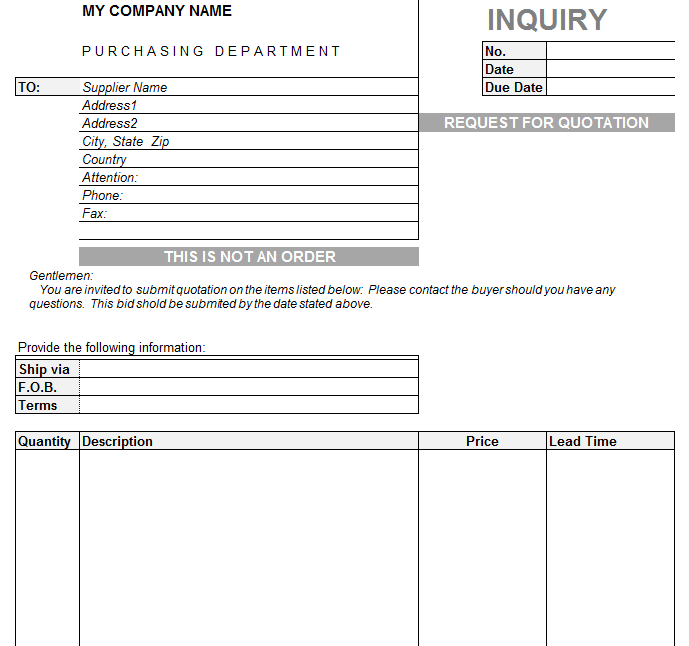 MY COMPANY NAME
INQUIRY
PURCHASING DEPARTMENT
No.
Date
Due Date
TO: Supplier Name
Address1
Address2
City, State Zip
Country
Attention:
Phone:
Fax:
REQUEST FOR QUOTATION
THIS IS NOT AN ORDER
Gentlemen:
You are invited to submit quotation on the items listed below: Please contact the buyer should you have any
questions. This bid shold be submited by the date stated above.
Provide the following information:
Ship via
F.O.B.
Terms
Quantity Description Price Lead Time